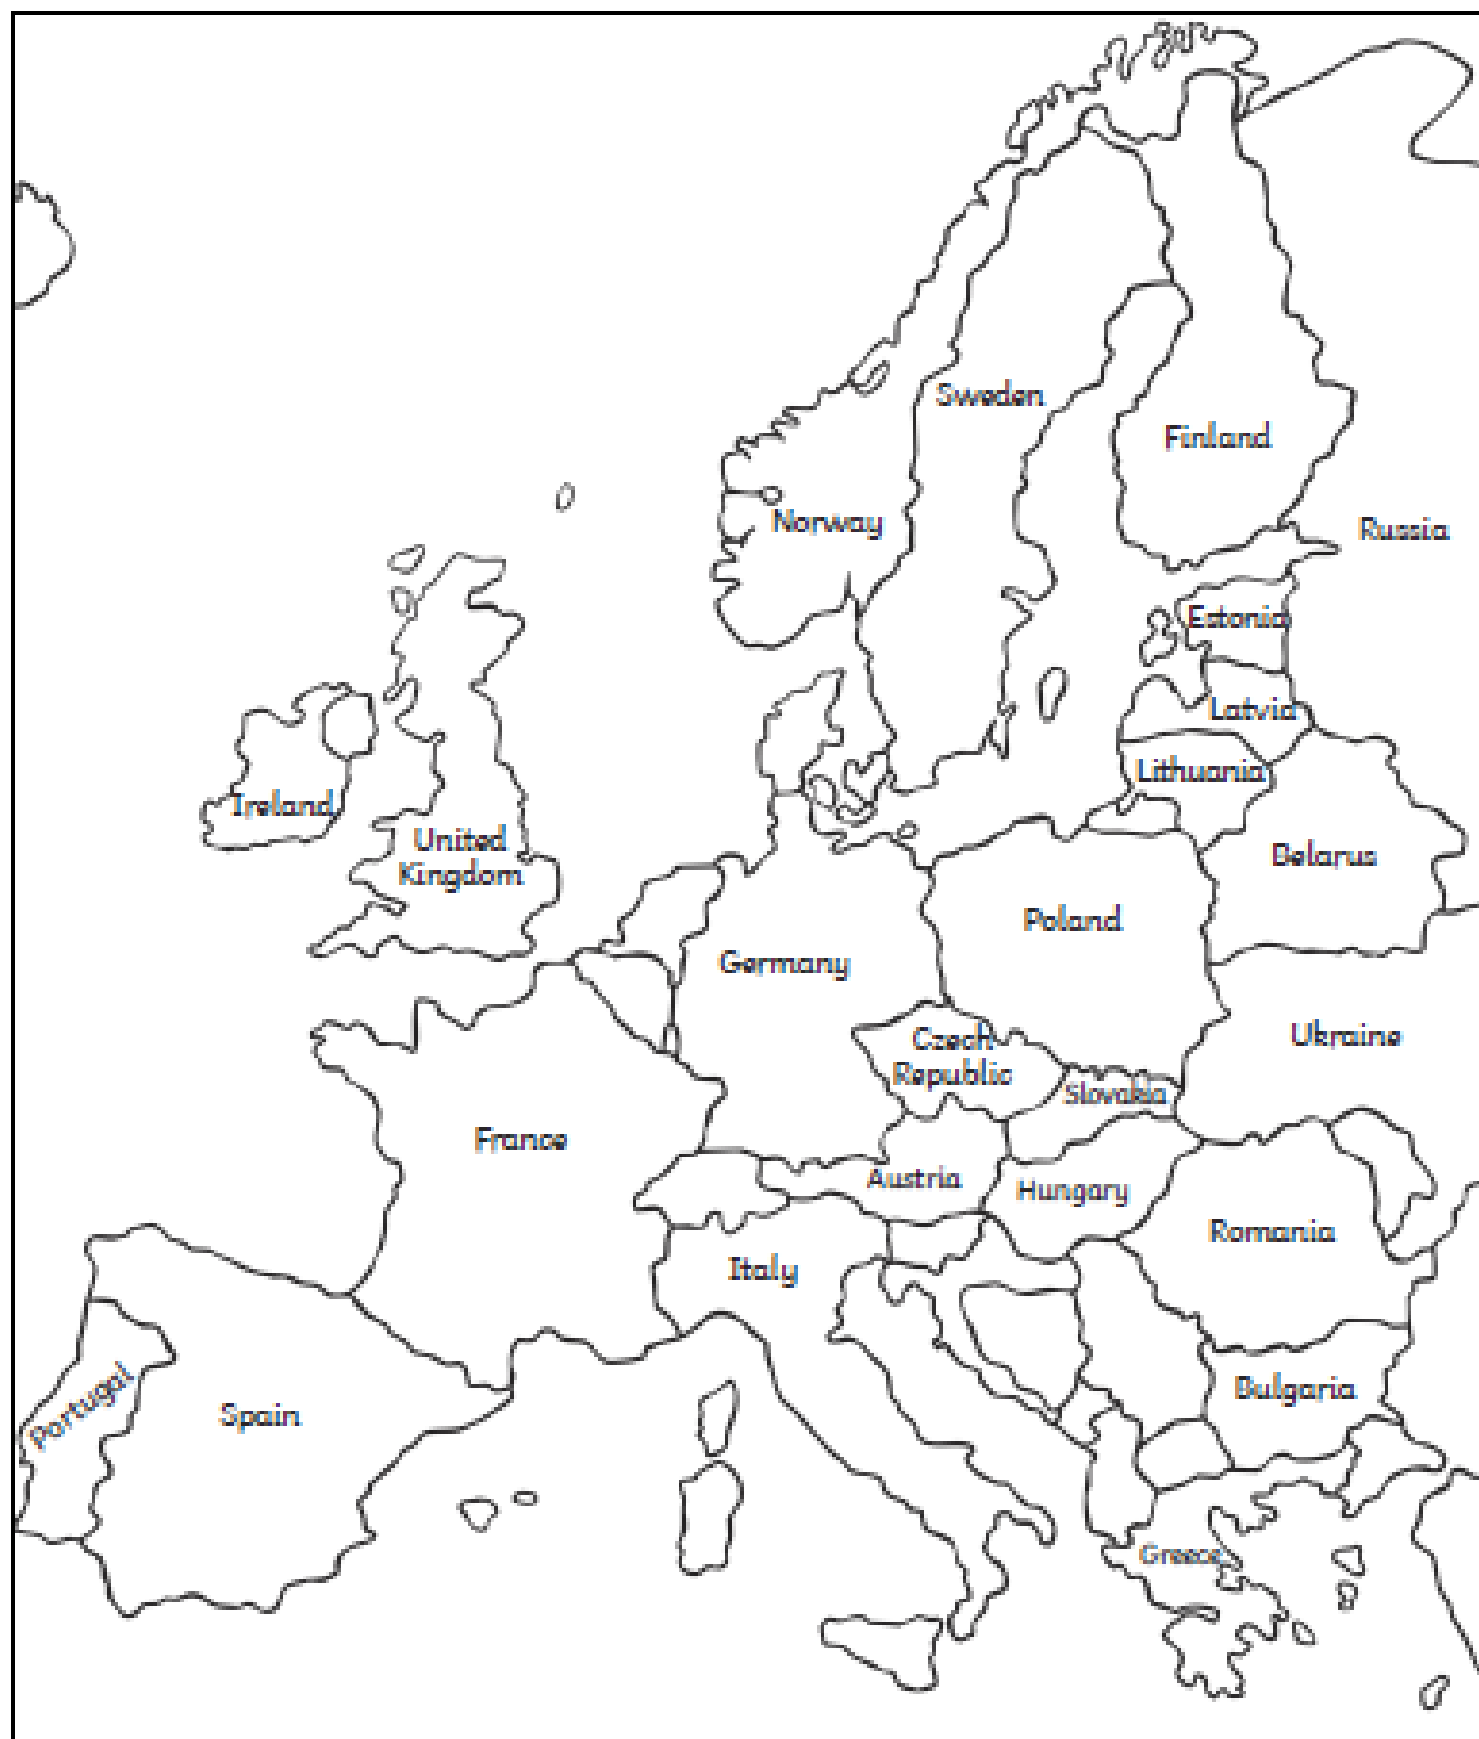 Sweden
Finland
Norway
Russia
Estonia
Latvia
Lithuania
Ireland
United
Kingdom
Belarus
Poland
Germany
Czech
Republic
Ukraine
Slovakia
France
Austria
Hungary
Romania
Italy
Portugal
Spain
Bulgaria
Greece